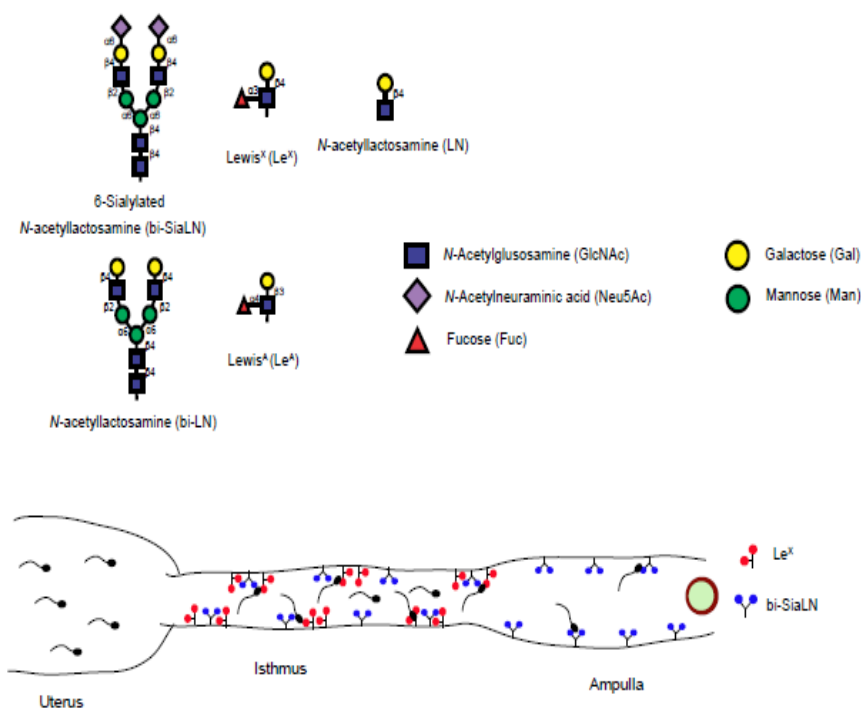 α6 α6
β4 β4
β2 β2
α6 α6
β4
β4
6-Sialylated
N-acetyllactosamine (bi-SiaLN)
α3 β4
Lewisˣ (Leˣ)
β4
N-acetyllactosamine (LN)
β4 β4
β2 β2
α6 α6
β4
β4
N-acetyllactosamine (bi-LN)
α4 β3
Lewisᴬ (Leᴬ)
N-Acetylglusosamine (GlcNAc)
N-Acetylneuraminic acid (Neu5Ac)
Fucose (Fuc)
Galactose (Gal)
Mannose (Man)
Leˣ
bi-SiaLN
Uterus
Isthmus
Ampulla